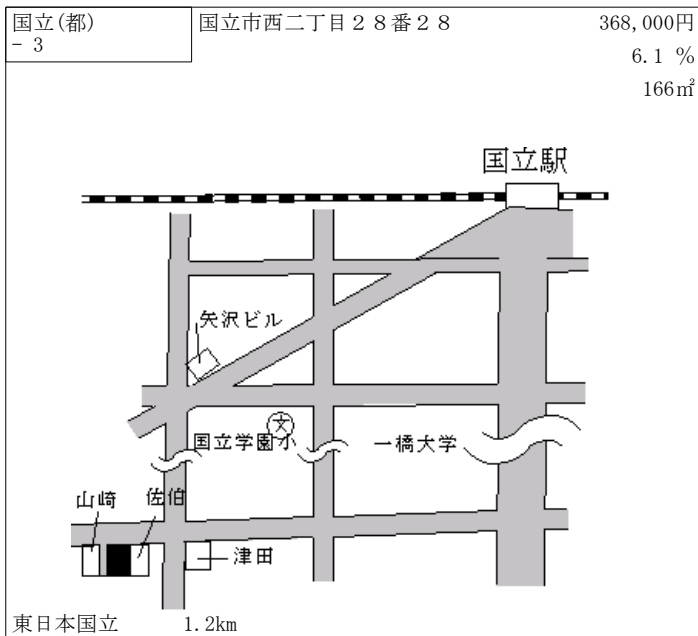 国立(都) 国立市西二丁目２８番２８ 368,000円
- 3 6.1 %
166㎡
国立駅
矢沢ビル
文
国立学園小 一橋大学
山崎 佐伯
津田
東日本国立 1.2km